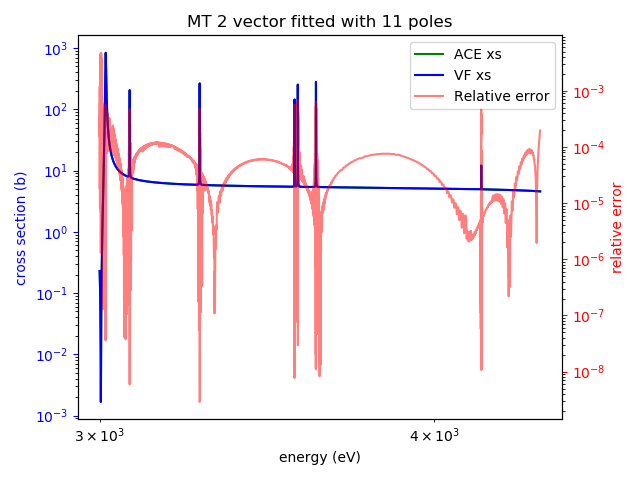 MT 2 vector fitted with 11 poles
ACE xs
VF xs
Relative error
cross section (b)
10³
10²
10¹
10⁰
10⁻¹
10⁻²
10⁻³
10⁻³
10⁻⁴
10⁻⁵
10⁻⁶
10⁻⁷
10⁻⁸
relative error
3 × 10³
4 × 10³
energy (eV)